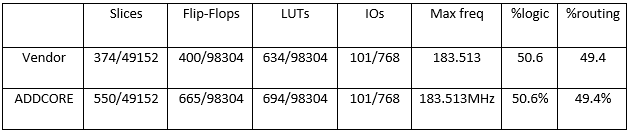 Slices Flip-Flops LUTs IOs Max freq %logic %routing
Vendor 374/49152 400/98304 634/98304 101/768 183.513 50.6 49.4
ADDCORE 550/49152 665/98304 694/98304 101/768 183.513MHz 50.6% 49.4%